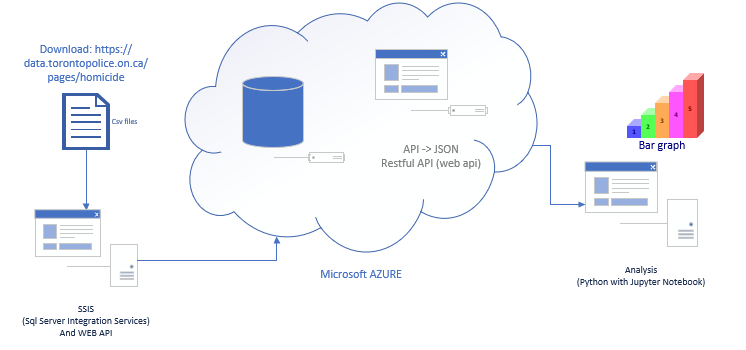 Download: https://
data.torontopolice.on.ca/
pages/homicide
Csv files
API -> JSON
Restful API (web api)
1
2
3
4
5
Bar graph
Microsoft AZURE
SSIS
(Sql Server Integration Services)
And WEB API
Analysis
(Python with Jupyter Notebook)